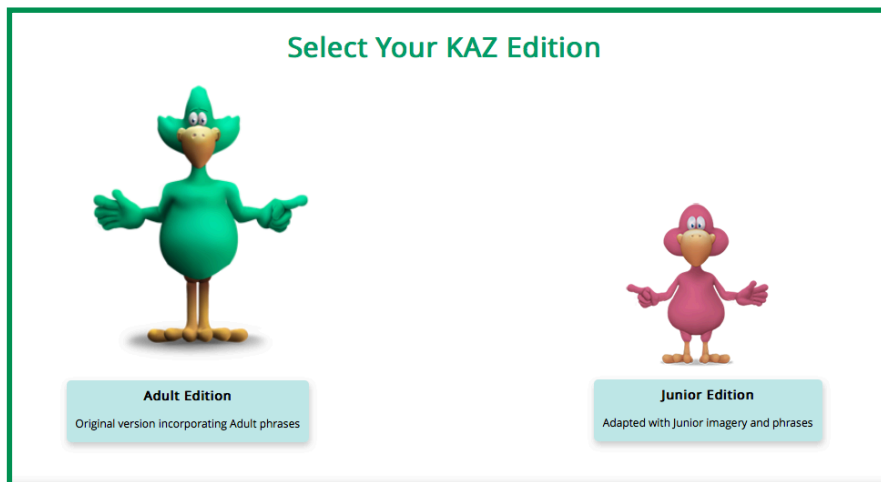 Select Your KAZ Edition
Adult Edition
Original version incorporating Adult phrases
Junior Edition
Adapted with Junior imagery and phrases